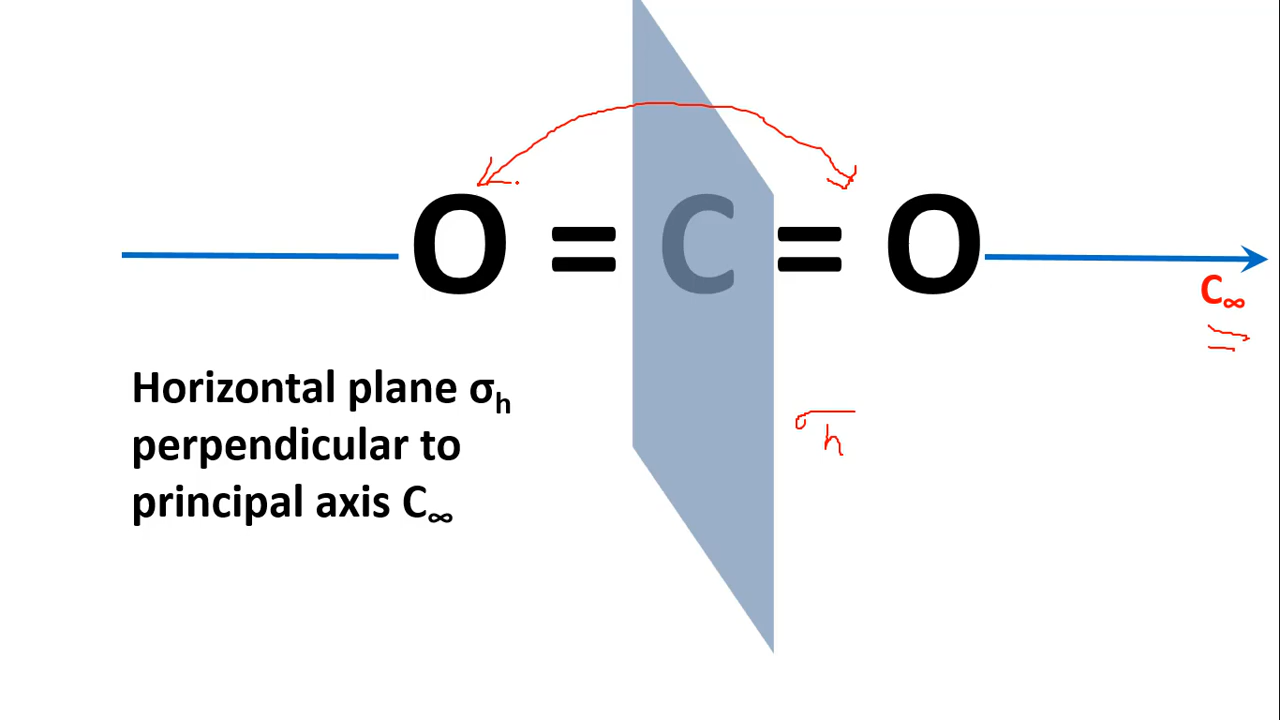 O = C = O
C∞
Horizontal plane σh
perpendicular to
principal axis C∞
σh